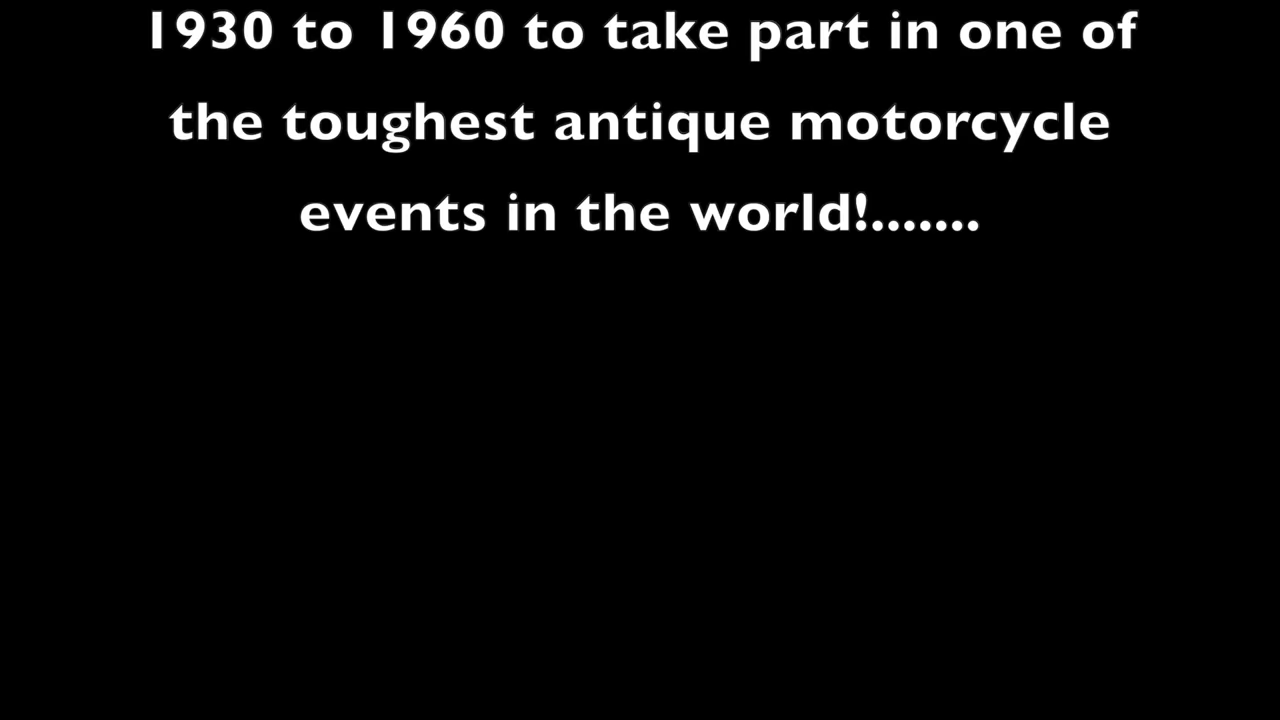 1930 to 1960 to take part in one of
the toughest antique motorcycle
events in the world!.......